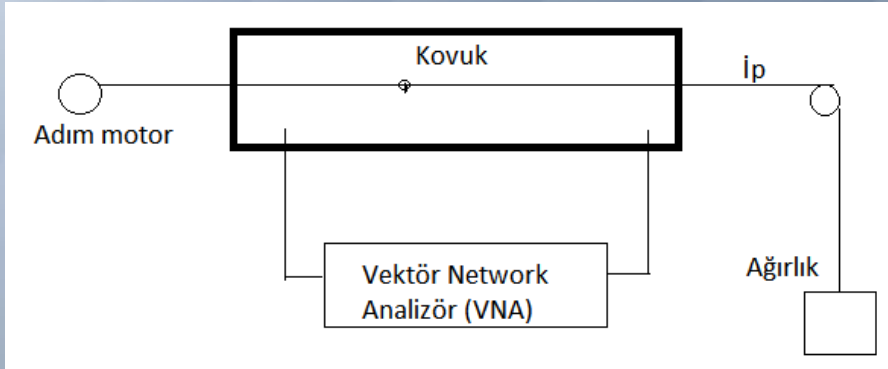 Kovuk
İp
Adım motor
Vektör Network
Analizör (VNA)
Ağırlık